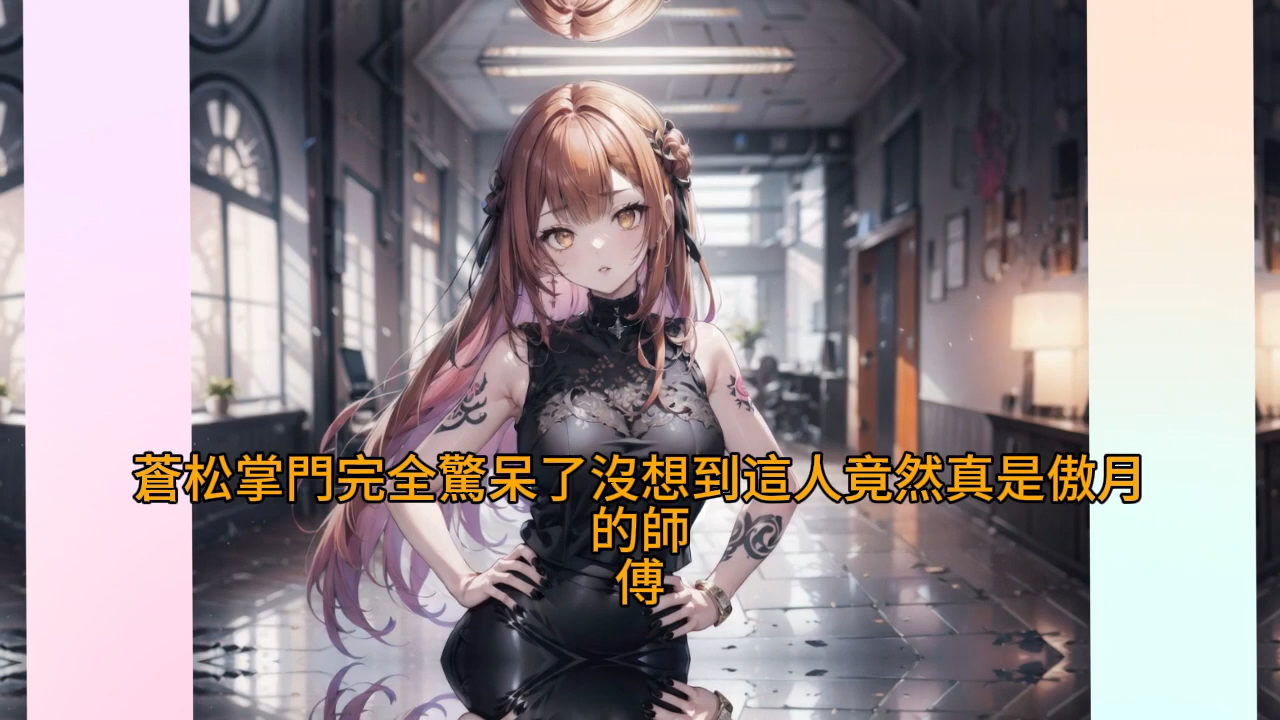 蒼松掌門完全驚呆了沒想到這人竟然真是傲月
的師
傅